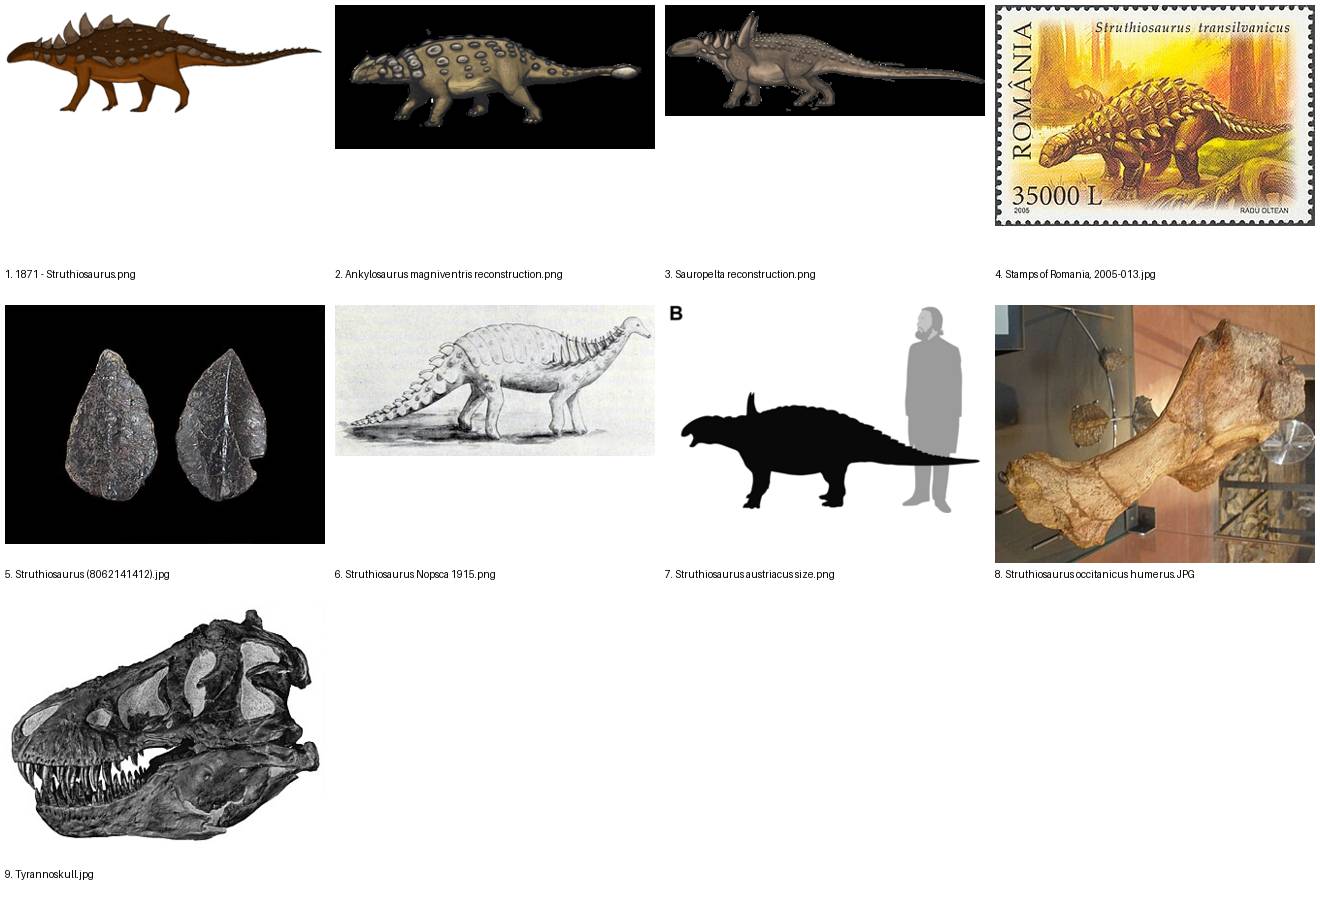 ROMÂNIA
Struthiosaurus transilvanicus
35000 L
2005
RADU OLTEAN
1. 1871 - Struthiosaurus.png
2. Ankylosaurus magniventris reconstruction.png
3. Sauropelta reconstruction.png
4. Stamps of Romania, 2005-013.jpg
B
5. Struthiosaurus (8062141412).jpg
6. Struthiosaurus Nopsca 1915.png
7. Struthiosaurus austriacus size.png
8. Struthiosaurus occitanicus humerus.JPG
9. Tyrannoskull.jpg